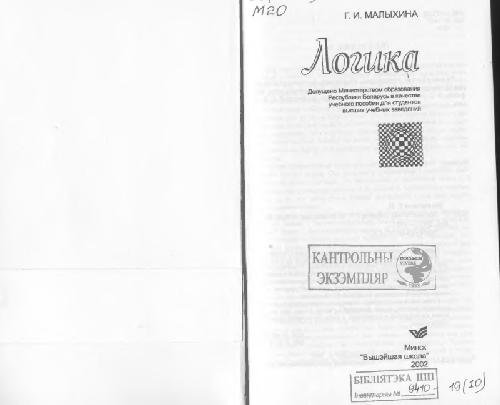 М20
Г. И. МАЛЫХИНА
Логика
Допущено Министерством образования
Республики Беларусь в качестве
учебного пособия для студентов
высших учебных заведений
КАНТРОЛЬНЫ
ЭКЗЭМПЛЯР
Минск
"Вышэйшая школа"
2002
БІБЛІЯТЭКА
Інвентарны № 9410 19(10)